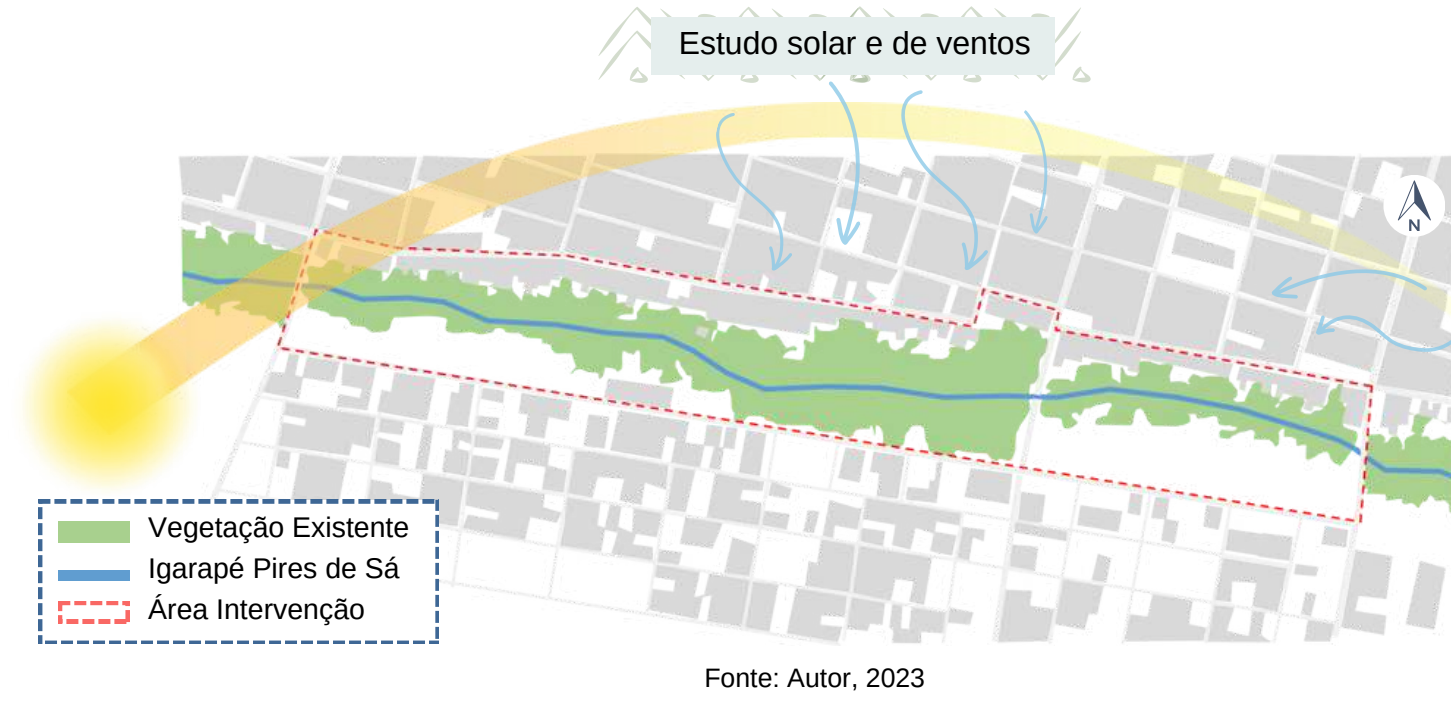 Estudo solar e de ventos
N
Vegetação Existente
Igarapé Pires de Sá
Área Intervenção
Fonte: Autor, 2023